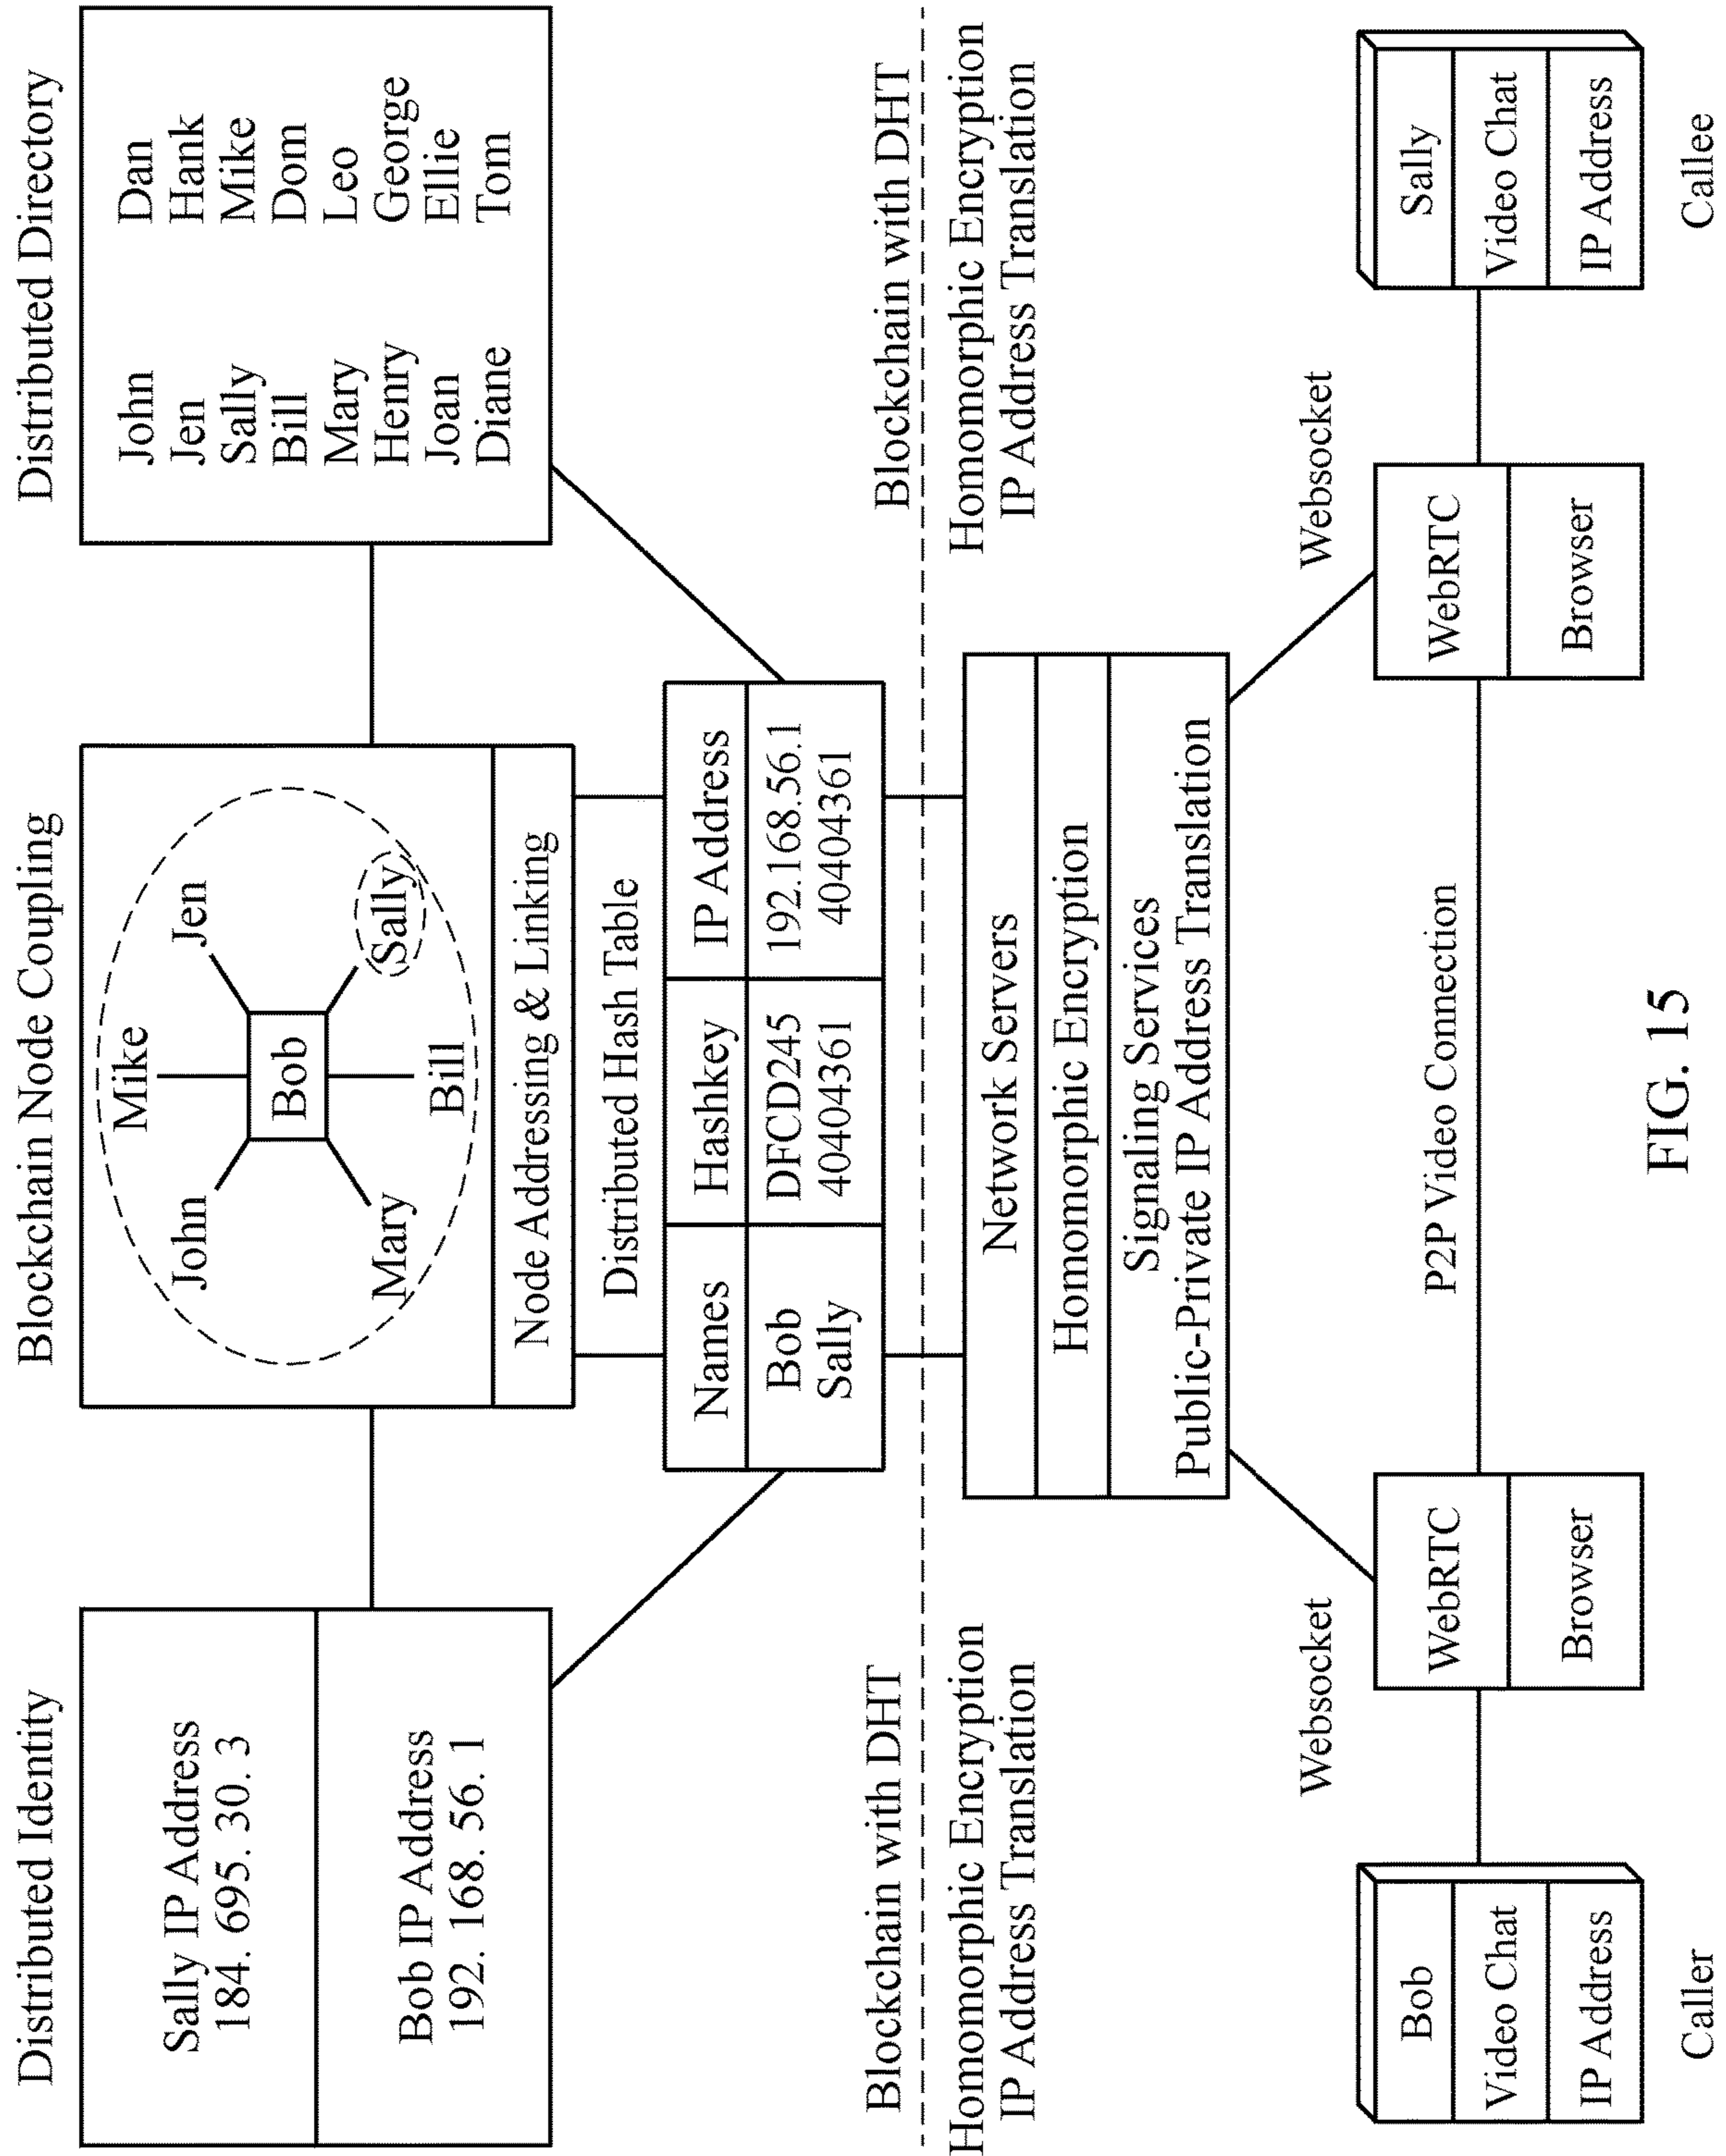 Distributed Identity
Sally IP Address
184. 695. 30. 3
Bob IP Address
192. 168. 56. 1
Blockchain Node Coupling
Mike
John
Jen
Bob
Mary
Sally
Bill
Node Addressing & Linking
Distributed Directory
John
Jen
Sally
Bill
Mary
Henry
Joan
Diane
Dan
Hank
Mike
Dom
Leo
George
Ellie
Tom
Distributed Hash Table
Names Hashkey IP Address
Bob DFCD245 192.168.56.1
Sally 40404361 40404361
Blockchain with DHT
Blockchain with DHT
Homomorphic Encryption
IP Address Translation
Homomorphic Encryption
IP Address Translation
Network Servers
Homomorphic Encryption
Signaling Services
Public-Private IP Address Translation
Websocket
Websocket
Bob
Video Chat
IP Address
Caller
WebRTC
Browser
P2P Video Connection
WebRTC
Browser
Sally
Video Chat
IP Address
Callee
FIG. 15